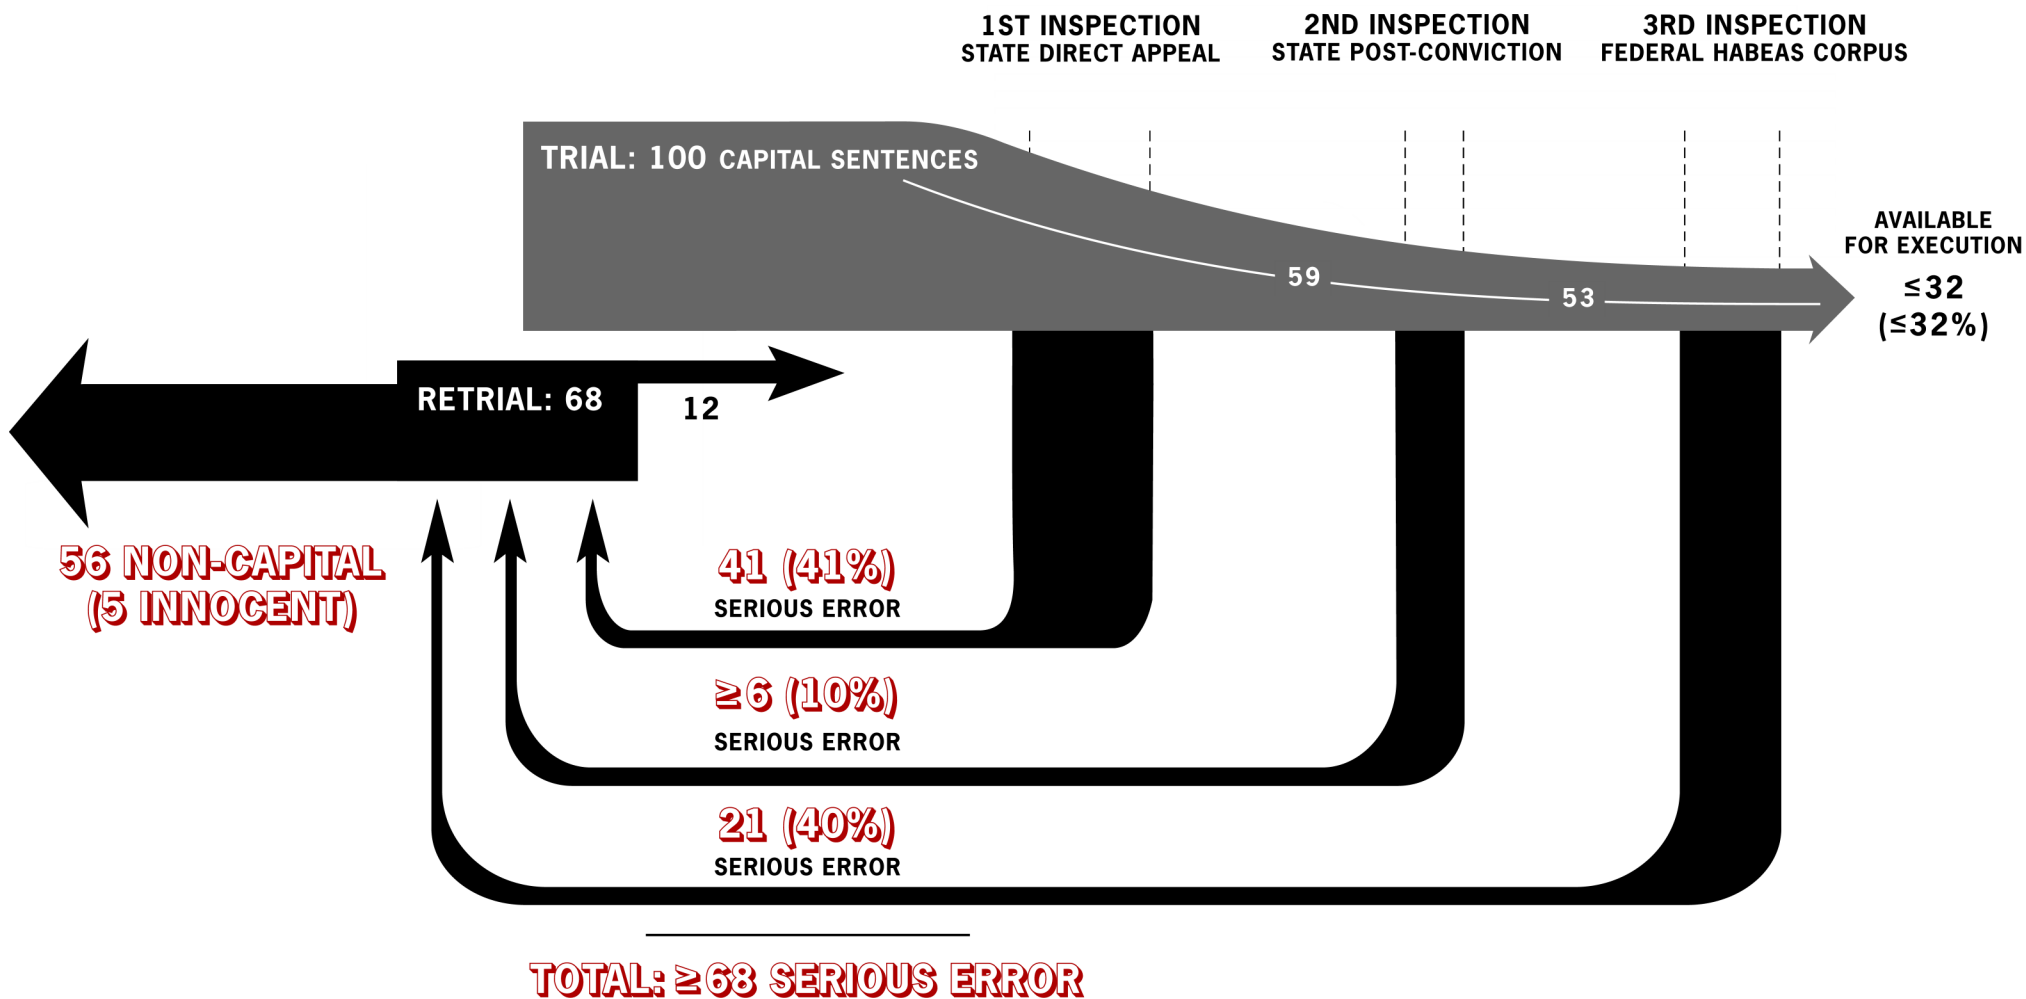 1ST INSPECTION
STATE DIRECT APPEAL
2ND INSPECTION
STATE POST-CONVICTION
3RD INSPECTION
FEDERAL HABEAS CORPUS
TRIAL: 100 CAPITAL SENTENCES
59
53
AVAILABLE
FOR EXECUTION
≤32
(≤32%)
RETRIAL: 68
12
56 NON-CAPITAL
(5 INNOCENT)
41 (41%)
SERIOUS ERROR
≥6 (10%)
SERIOUS ERROR
21 (40%)
SERIOUS ERROR
TOTAL: ≥68 SERIOUS ERROR